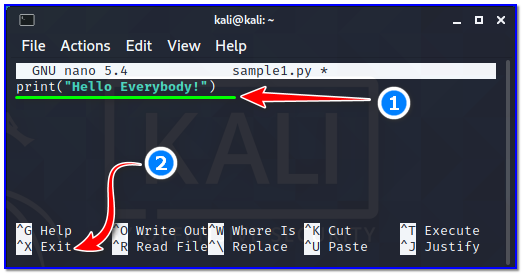 kali@kali: ~
File Actions Edit View Help
GNU nano 5.4 sample1.py *
print("Hello Everybody!")
1
2
KALI
^G Help ^O Write Out ^W Where Is ^K Cut ^T Execute
^X Exit ^R Read File ^\ Replace ^U Paste ^J Justify